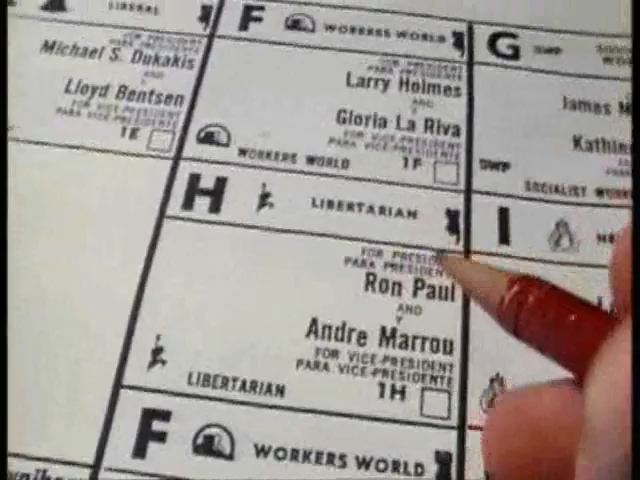 LIBERAL
FOR PRESIDENT
PARA PRESIDENTE
Michael S. Dukakis
AND
Y
Lloyd Bentsen
FOR VICE-PRESIDENT
PARA VICE-PRESIDENTE
1E
F WORKERS WORLD
FOR PRESIDENT
PARA PRESIDENTE
Larry Holmes
AND
Y
Gloria La Riva
FOR VICE-PRESIDENT
PARA VICE-PRESIDENTE
WORKERS WORLD 1F
G SWP
James
SWP
SOCIALIST
H LIBERTARIAN
FOR
PARA
Ron Paul
AND
Y
Andre Marrou
FOR VICE-PRESIDENT
PARA VICE-PRESIDENTE
LIBERTARIAN 1H
I
F WORKERS WORLD